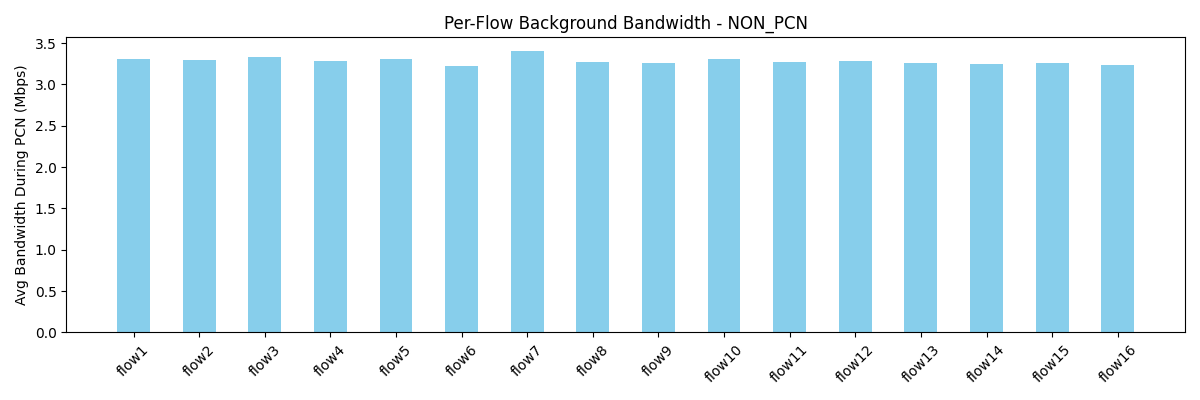 Per-Flow Background Bandwidth - NON_PCN
Avg Bandwidth During PCN (Mbps)
3.5
3.0
2.5
2.0
1.5
1.0
0.5
0.0
flow1
flow2
flow3
flow4
flow5
flow6
flow7
flow8
flow9
flow10
flow11
flow12
flow13
flow14
flow15
flow16